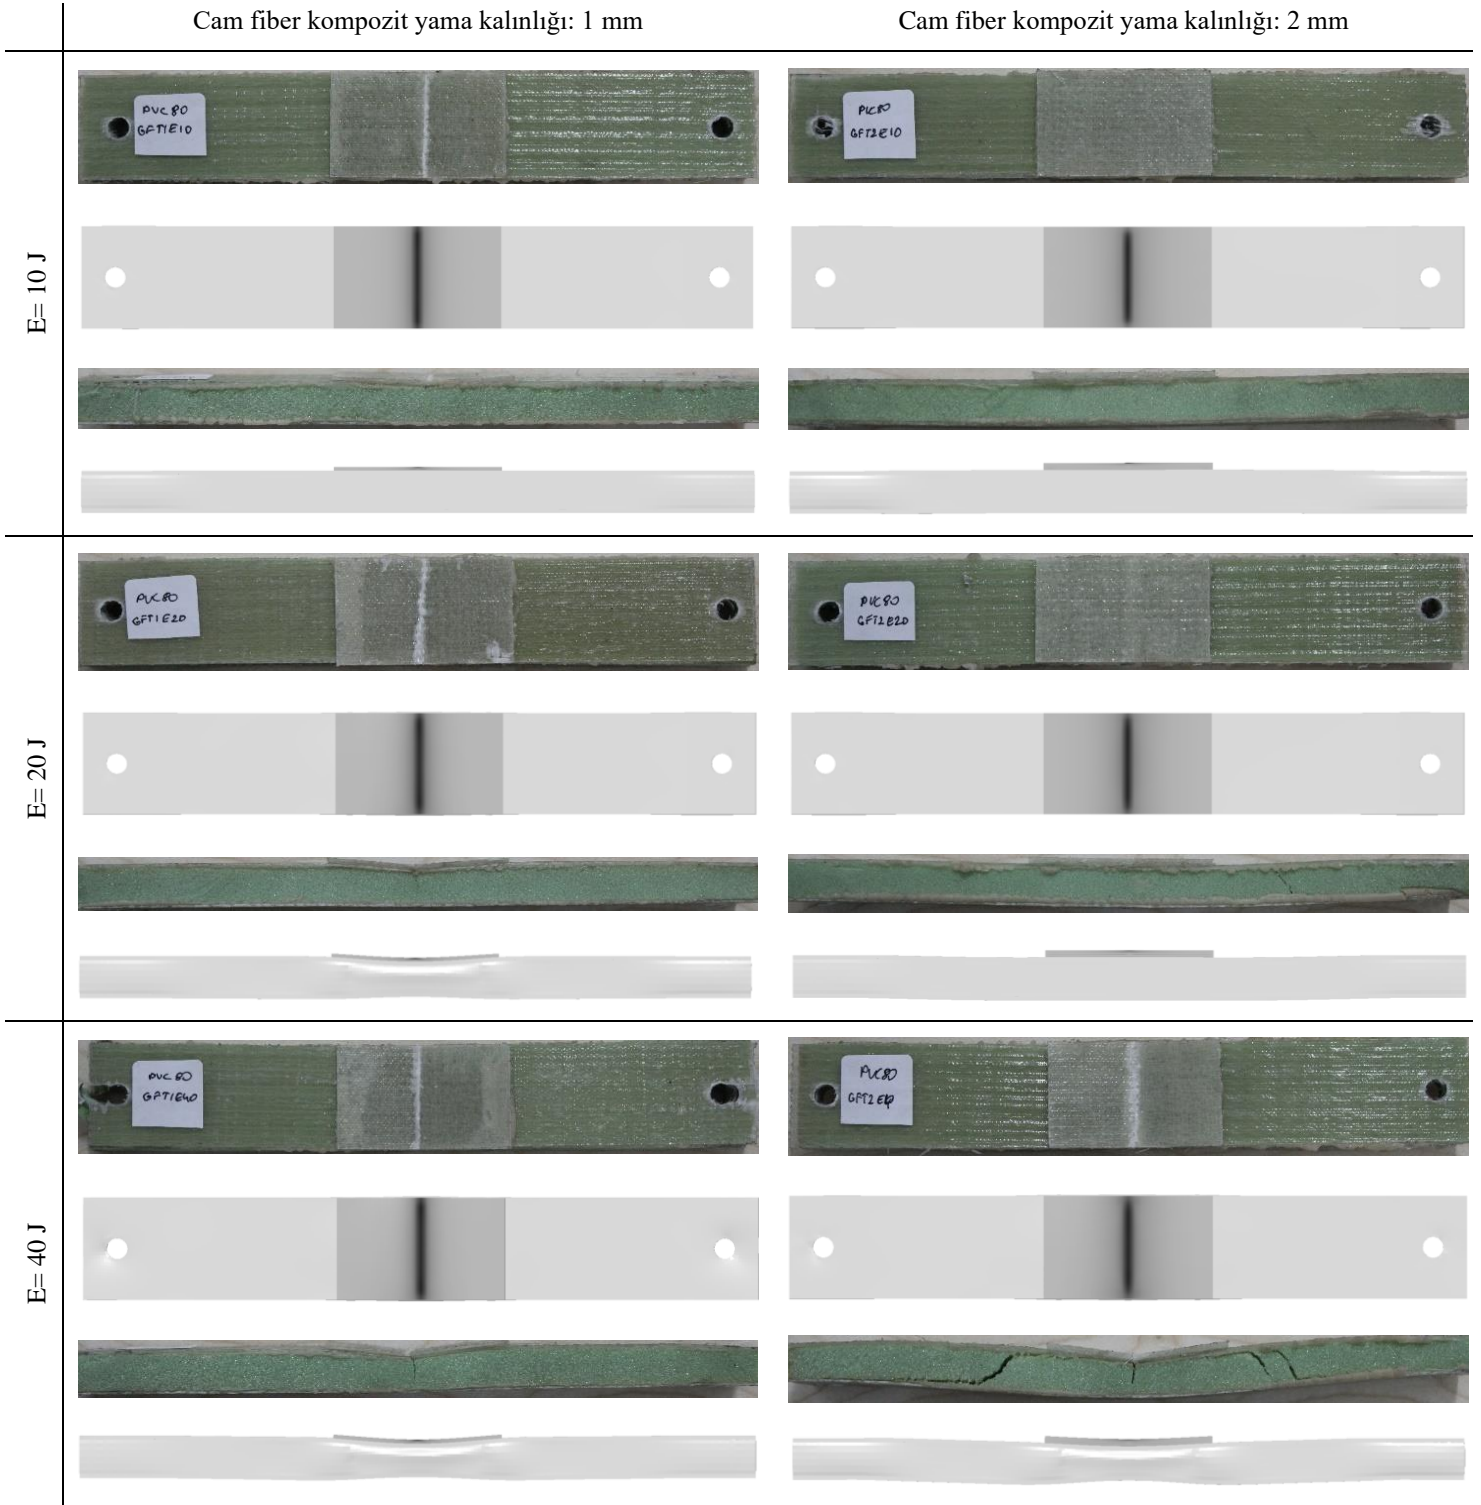 Cam fiber kompozit yama kalınlığı: 1 mm
Cam fiber kompozit yama kalınlığı: 2 mm
E= 10 J
PVC80
GFT1E10
PVC80
GFT2E10
E= 20 J
PVC80
GFT1E20
PVC80
GFT2E20
E= 40 J
PVC80
GFT1E40
PVC80
GFT2E40